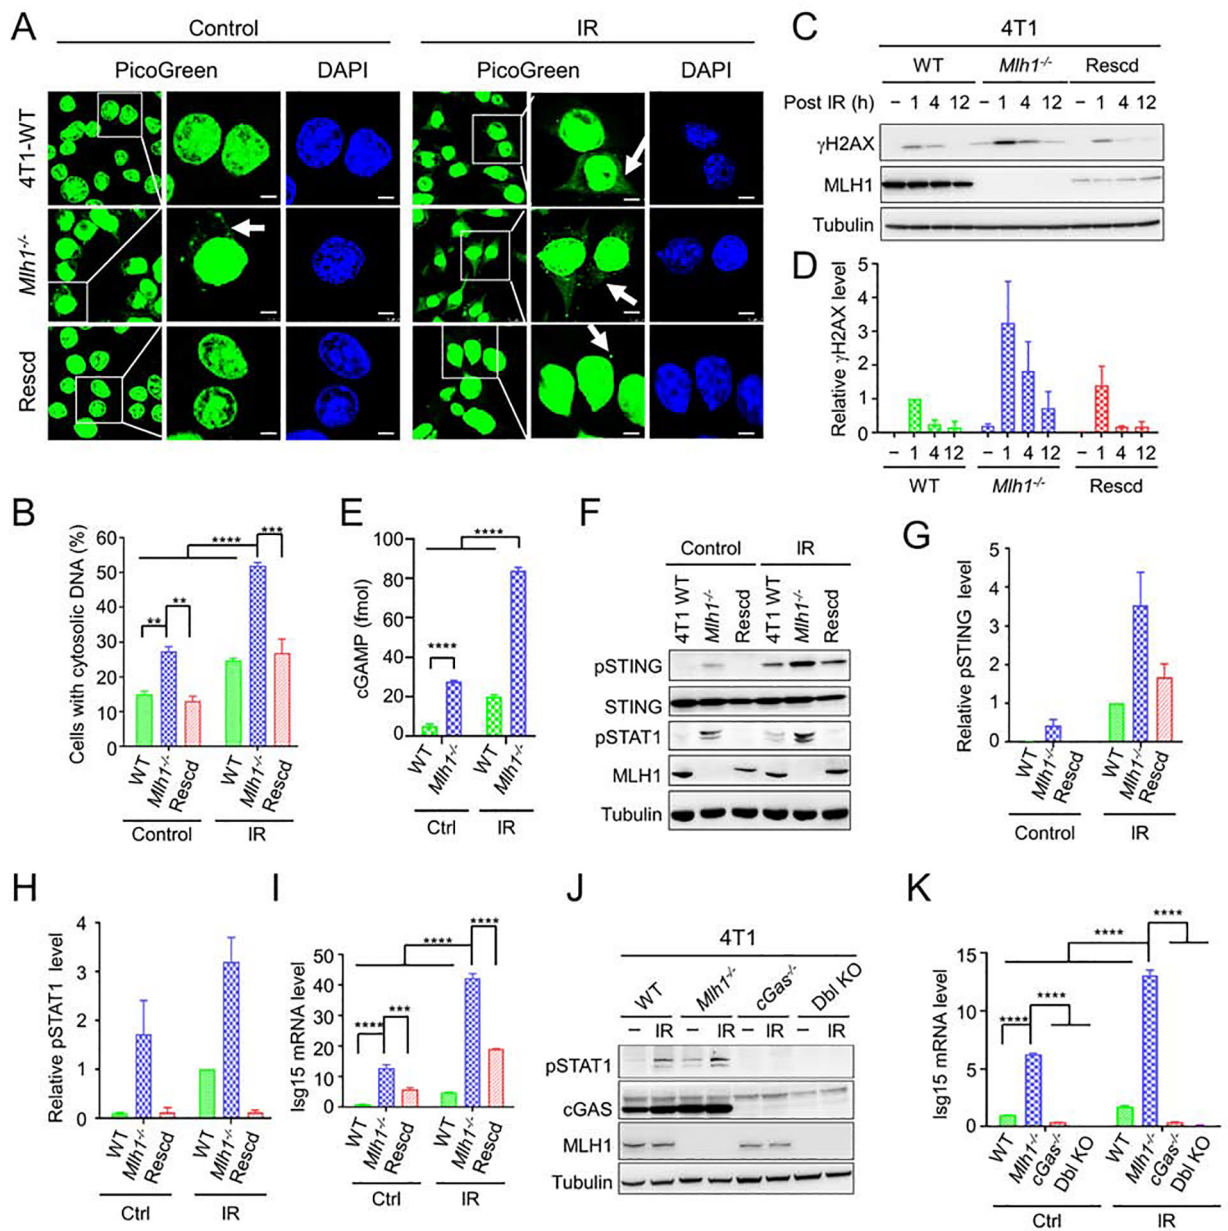 A
Control
IR
PicoGreen
DAPI
PicoGreen
DAPI
4T1-WT
Mlh1-/-
Rescd
C
4T1
WT
Mlh1-/-
Rescd
Post IR (h)
– 1 4 12 – 1 4 12 – 1 4 12
γH2AX
MLH1
Tubulin
D
Relative γH2AX level
5
4
3
2
1
0
– 1 4 12 – 1 4 12 – 1 4 12
WT
Mlh1-/-
Rescd
B
Cells with cytosolic DNA (%)
60
50
40
30
20
10
0
**
**
****
***
WT
Mlh1-/-
Rescd
WT
Mlh1-/-
Rescd
Control
IR
E
cGAMP (fmol)
100
80
60
40
20
0
****
****
WT
Mlh1-/-
WT
Mlh1-/-
Ctrl
IR
F
Control
IR
4T1 WT
Mlh1-/-
Rescd
4T1 WT
Mlh1-/-
Rescd
pSTING
STING
pSTAT1
MLH1
Tubulin
G
Relative pSTING level
5
4
3
2
1
0
WT
Mlh1-/-
Rescd
WT
Mlh1-/-
Rescd
Control
IR
H
Relative pSTAT1 level
4
3
2
1
0
WT
Mlh1-/-
Rescd
WT
Mlh1-/-
Rescd
Ctrl
IR
I
Isg15 mRNA level
50
40
30
20
10
0
****
***
****
****
WT
Mlh1-/-
Rescd
WT
Mlh1-/-
Rescd
Ctrl
IR
J
4T1
WT
Mlh1-/-
cGas-/-
Dbl KO
– IR – IR – IR – IR
pSTAT1
cGAS
MLH1
Tubulin
K
Isg15 mRNA level
15
10
5
0
****
****
****
****
WT
Mlh1-/-
cGas-/-
Dbl KO
WT
Mlh1-/-
cGas-/-
Dbl KO
Ctrl
IR